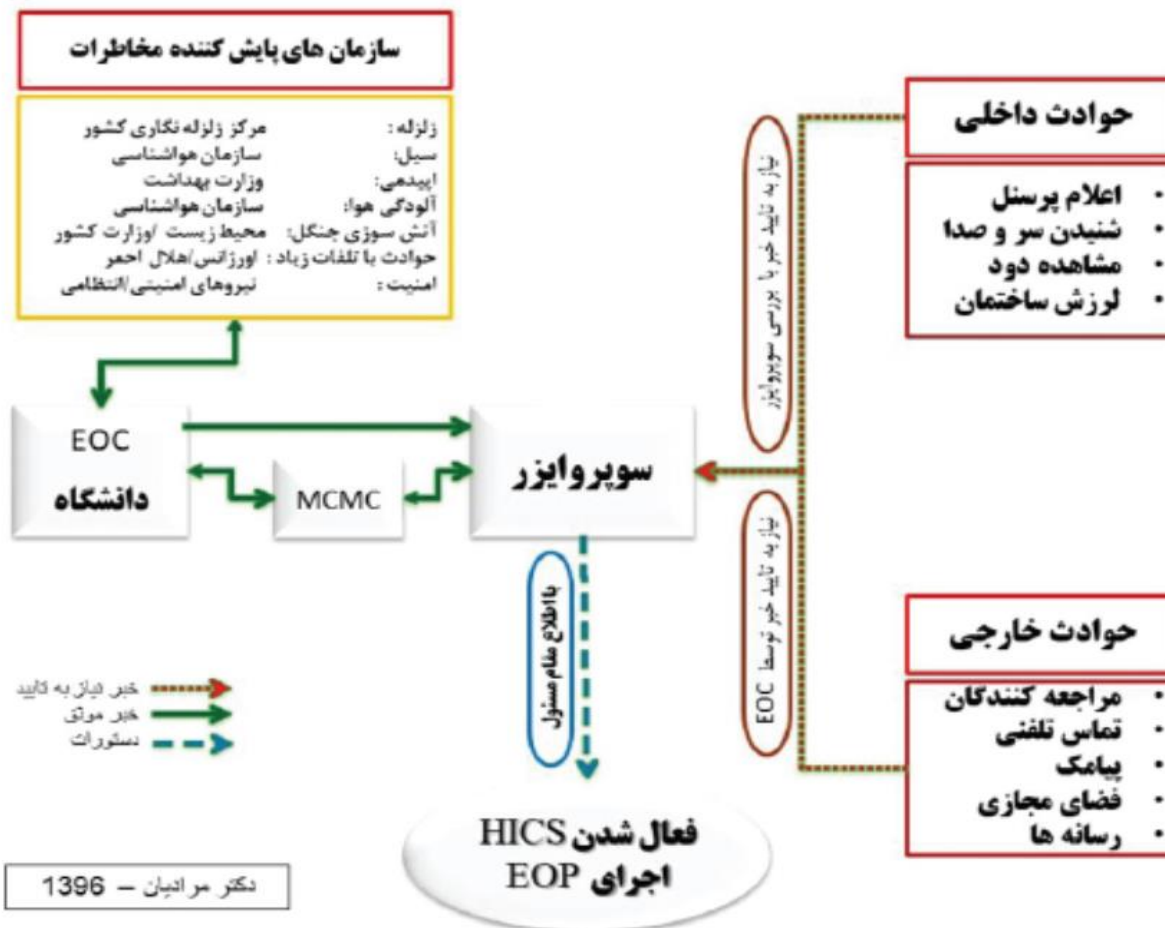 سازمان های پایش کننده مخاطرات
زلزله : مرکز زلزله نگاری کشور
سیل: سازمان هواشناسی
اپیدمی: وزارت بهداشت
آلودگی هوا: سازمان هواشناسی
آتش سوزی جنگل: محیط زیست /وزارت کشور
حوادث با تلفات زیاد : اورژانس/هلال احمر
امنیت : نیروهای امنیتی/انتظامی
حوادث داخلی
• اعلام پرسنل
• شنیدن سر و صدا
• مشاهده دود
• لرزش ساختمان
نیاز به تایید خبر با بررسی سوپروایزر
EOC
دانشگاه
MCMC
سوپروایزر
نیاز به تایید خبر توسط EOC
با اطلاع مقام مسئول
حوادث خارجی
• مراجعه کنندگان
• تماس تلفنی
• پیامک
• فضای مجازی
• رسانه ها
خبر نیاز به تایید
خبر موثق
دستورات
فعال شدن HICS
اجرای EOP
دکتر مرادیان – 1396